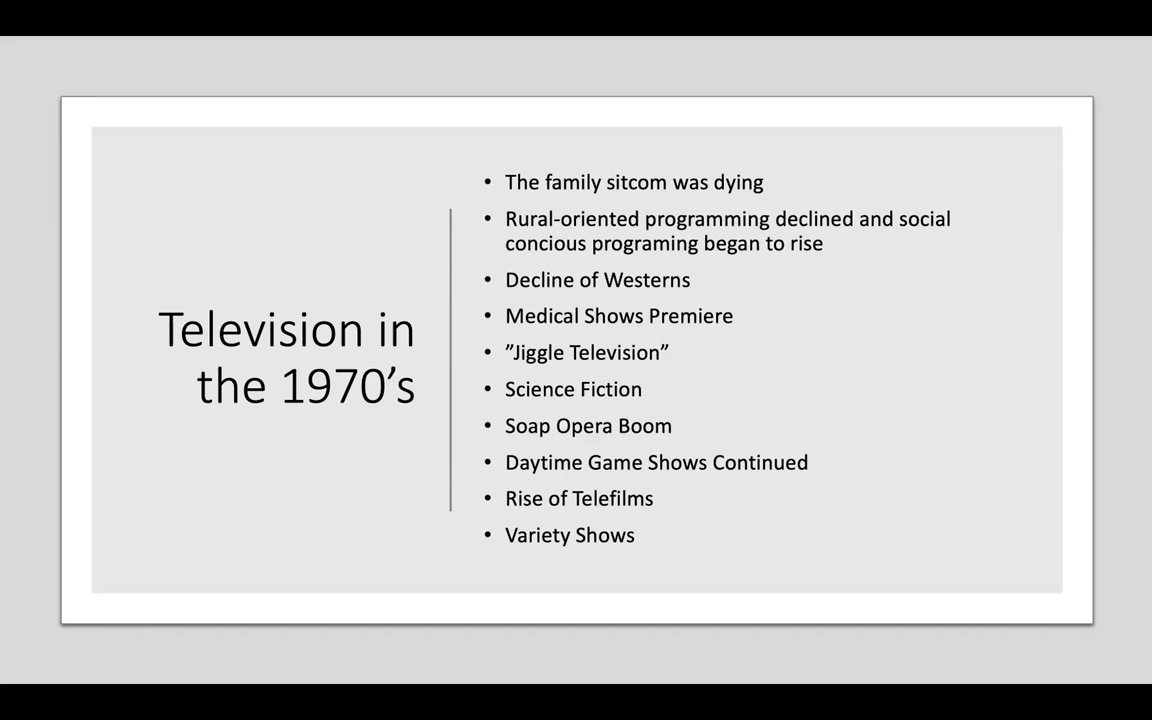 Television in
the 1970’s
• The family sitcom was dying
• Rural-oriented programming declined and social
concious programing began to rise
• Decline of Westerns
• Medical Shows Premiere
• ”Jiggle Television”
• Science Fiction
• Soap Opera Boom
• Daytime Game Shows Continued
• Rise of Telefilms
• Variety Shows